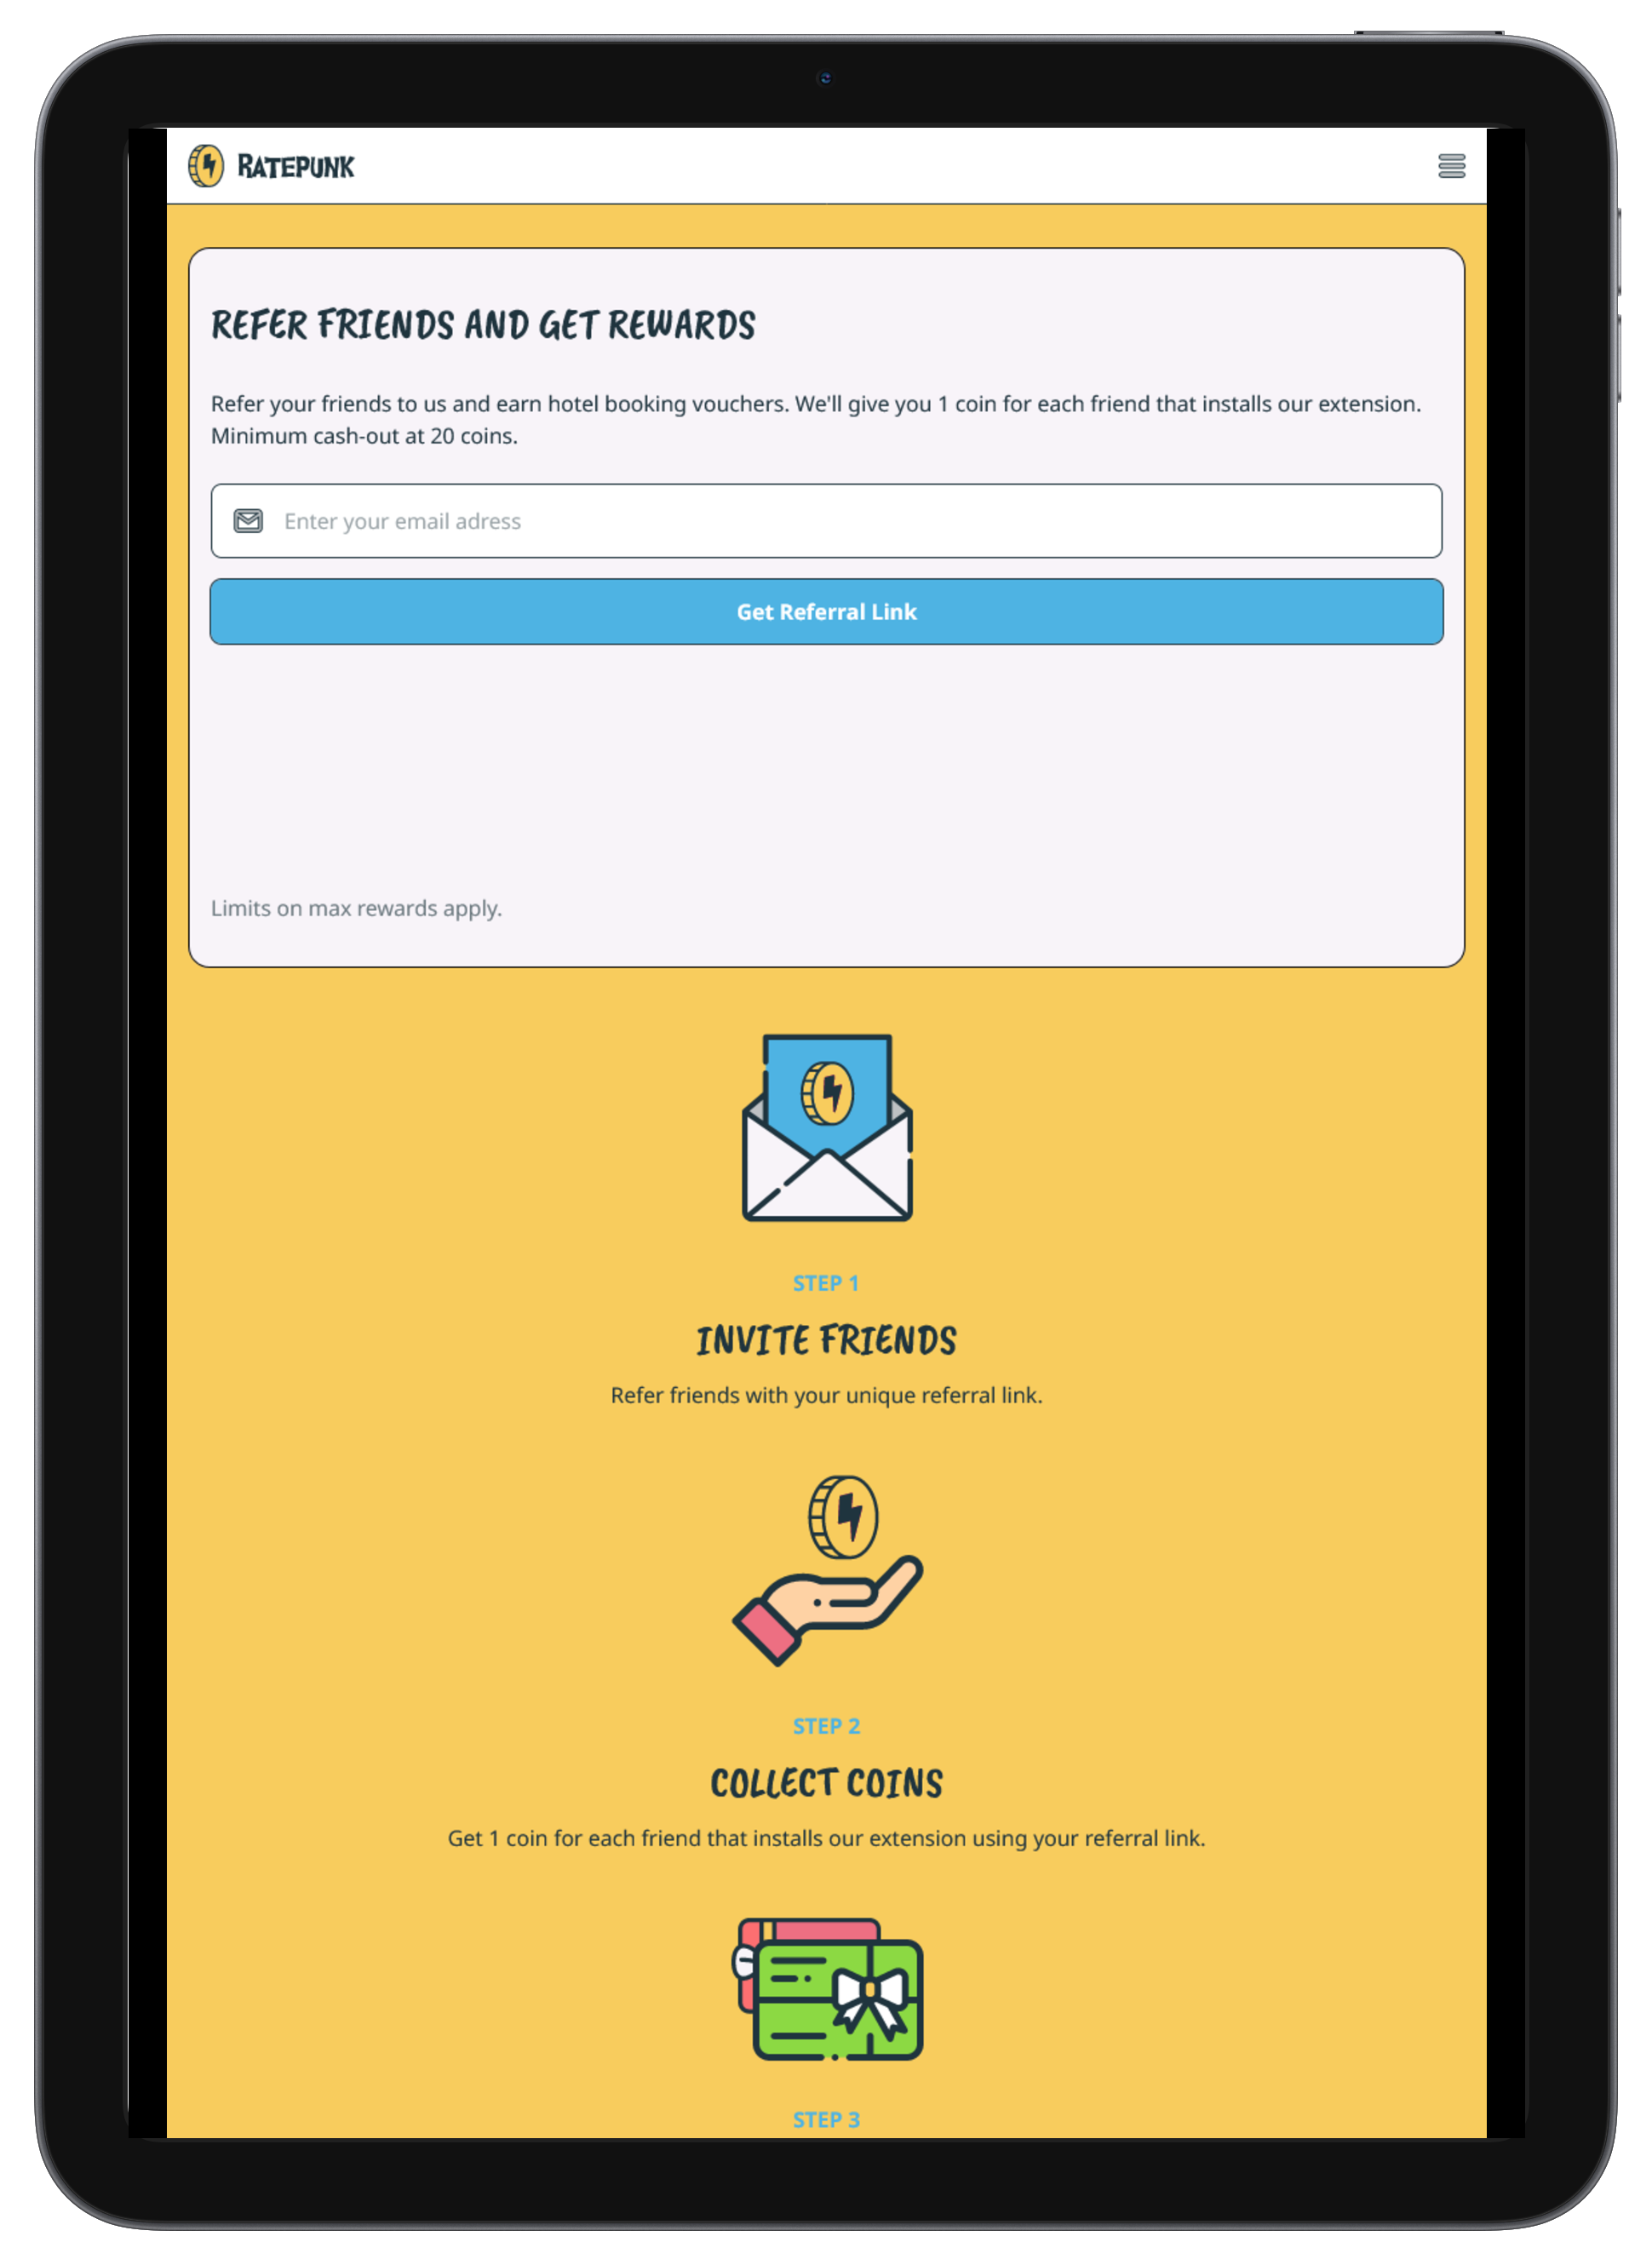 RATEPUNK
REFER FRIENDS AND GET REWARDS
Refer your friends to us and earn hotel booking vouchers. We'll give you 1 coin for each friend that installs our extension.
Minimum cash-out at 20 coins.
Enter your email adress
Get Referral Link
Limits on max rewards apply.
STEP 1
INVITE FRIENDS
Refer friends with your unique referral link.
STEP 2
COLLECT COINS
Get 1 coin for each friend that installs our extension using your referral link.
STEP 3